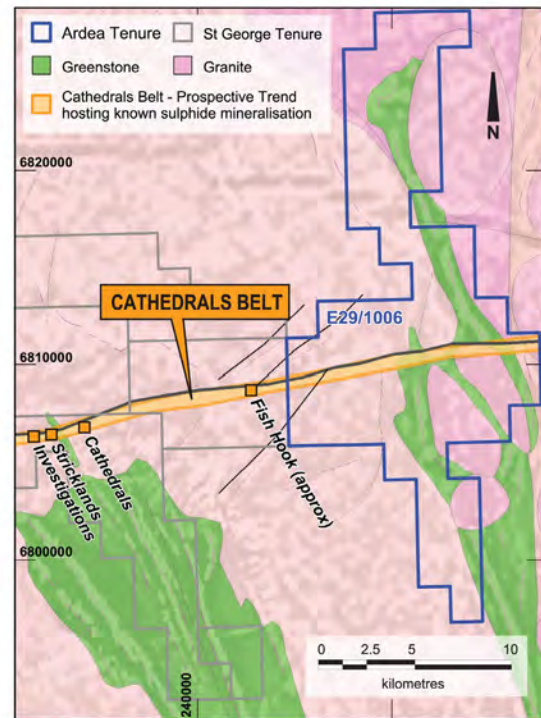 Ardea Tenure
St George Tenure
Greenstone
Granite
Cathedrals Belt - Prospective Trend
hosting known sulphide mineralisation
N
6820000
CATHEDRALS BELT
E29/1006
6810000
Fish Hook (approx)
Cathedrals
Stricklands
Investigations
6800000
240000
0 2.5 5 10
kilometres